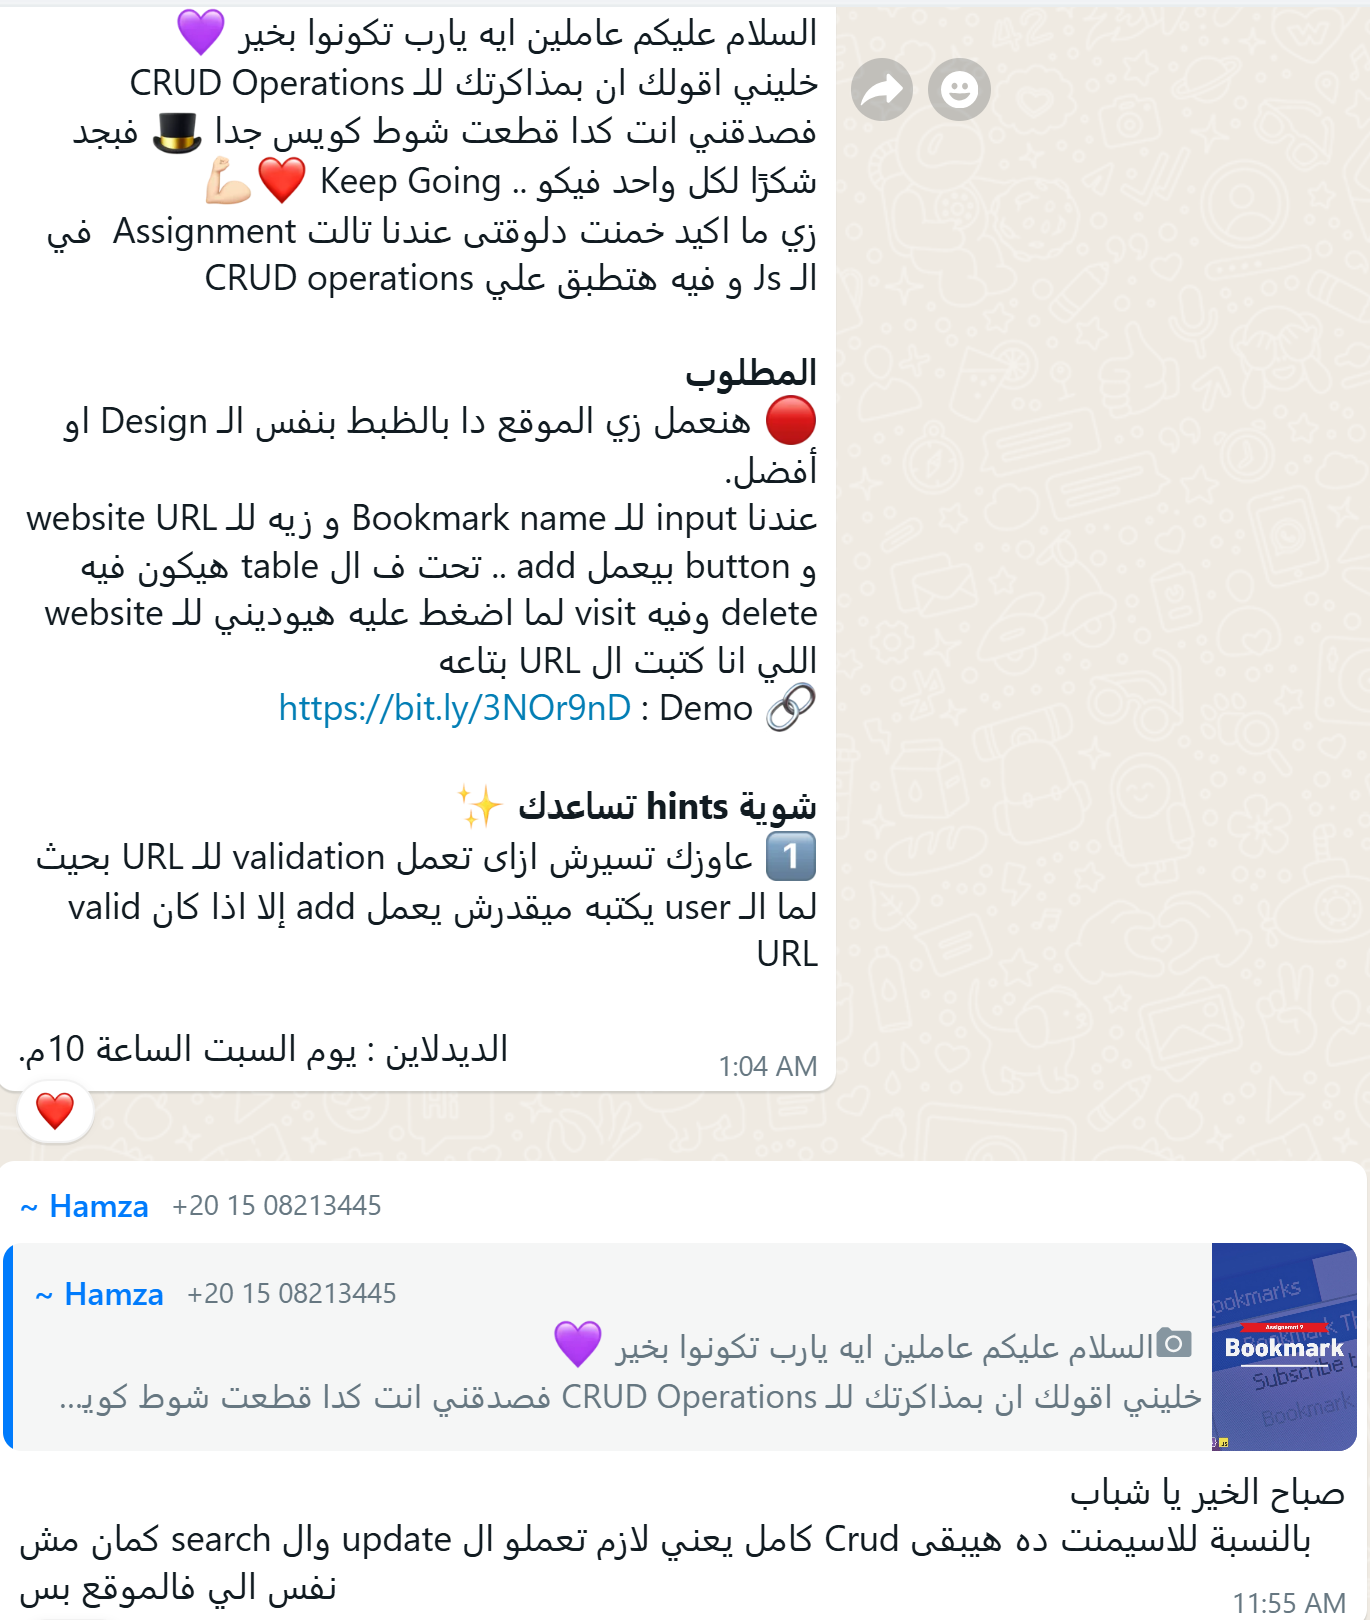 السلام عليكم عاملين ايه يارب تكونوا بخير 💜
خليني اقولك ان بمذاكرتك للـ CRUD Operations
فصدقني انت كدا قطعت شوط كويس جدا 🎩 فبجد
شكرًا لكل واحد فيكو .. Keep Going ❤️💪🏻
زي ما اكيد خمنت دلوقتى عندنا تالت Assignment في
الـ Js و فيه هتطبق علي CRUD operations
المطلوب
🔴 هنعمل زي الموقع دا بالظبط بنفس الـ Design او
أفضل.
عندنا input للـ Bookmark name و زيه للـ website URL
و button بيعمل add .. تحت ف ال table هيكون فيه
delete وفيه visit لما اضغط عليه هيوديني للـ website
اللي انا كتبت ال URL بتاعه
🔗 Demo : https://bit.ly/3NOr9nD
شوية hints تساعدك ✨
1️⃣ عاوزك تسيرش ازاى تعمل validation للـ URL بحيث
لما الـ user يكتبه ميقدرش يعمل add إلا اذا كان valid
URL
الديدلاين : يوم السبت الساعة 10م.
1:04 AM
~ Hamza +20 15 08213445
~ Hamza +20 15 08213445
السلام عليكم عاملين ايه يارب تكونوا بخير 💜
خليني اقولك ان بمذاكرتك للـ CRUD Operations فصدقني انت كدا قطعت شوط كويـ...
ookmarks
Assignemnt 9
Bookmark Th
Bookmark
Subscribe t
Bookmark
JS
صباح الخير يا شباب
بالنسبة للاسيمنت ده هيبقى Crud كامل يعني لازم تعملو ال update وال search كمان مش
نفس الي فالموقع بس
11:55 AM